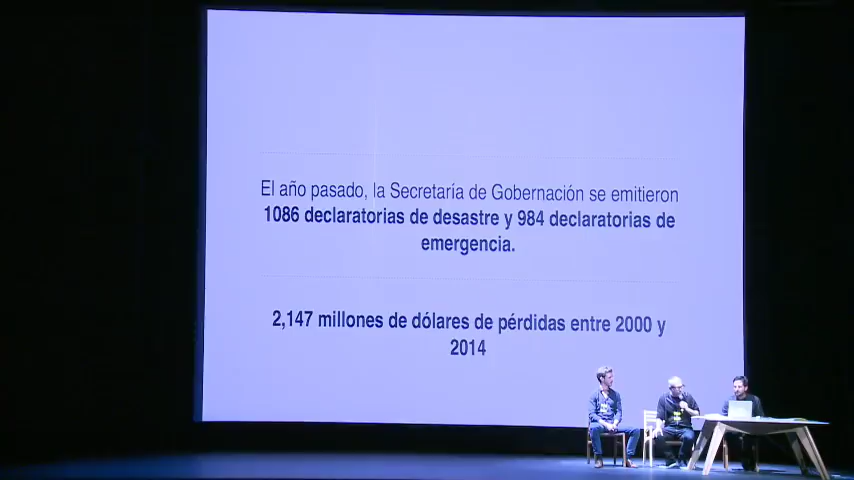 El año pasado, la Secretaría de Gobernación se emitieron
1086 declaratorias de desastre y 984 declaratorias de
emergencia.
2,147 millones de dólares de pérdidas entre 2000 y
2014